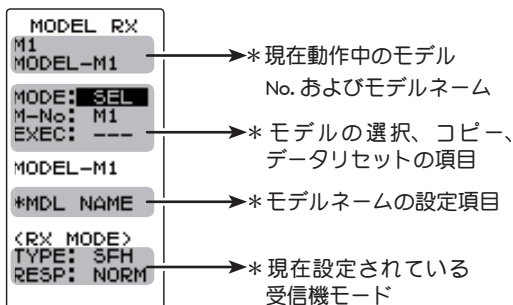 MODEL RX
M1
MODEL-M1
＊現在動作中のモデル
No. およびモデルネーム
MODE: SEL
M-No: M1
EXEC: ---
＊モデルの選択、コピー、
データリセットの項目
MODEL-M1
*MDL NAME
＊モデルネームの設定項目
<RX MODE>
TYPE: SFH
RESP: NORM
＊現在設定されている
受信機モード